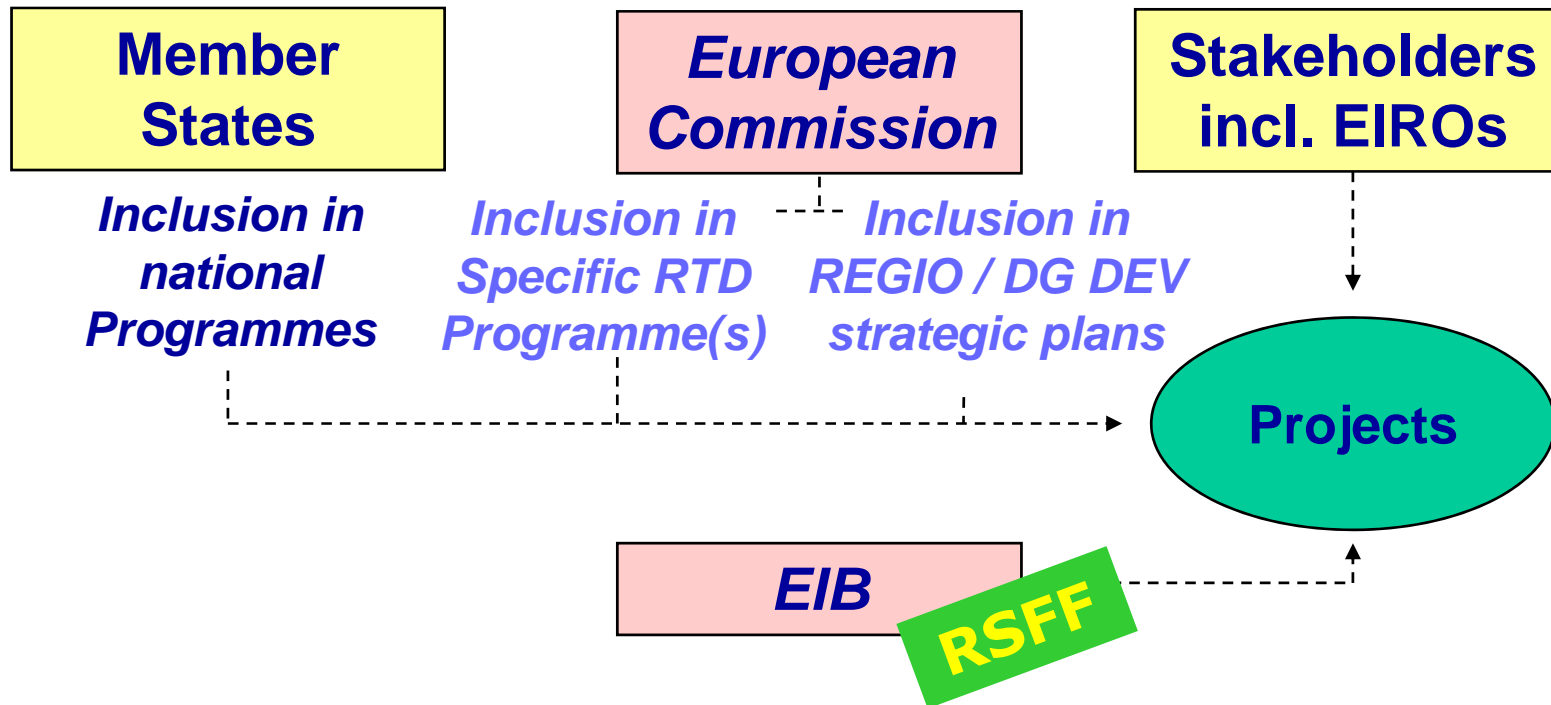 Member
States
European
Commission
Stakeholders
incl. EIROs
Inclusion in
national
Programmes
Inclusion in
Specific RTD
Programme(s)
Inclusion in
REGIO / DG DEV
strategic plans
Projects
EIB
RSFF